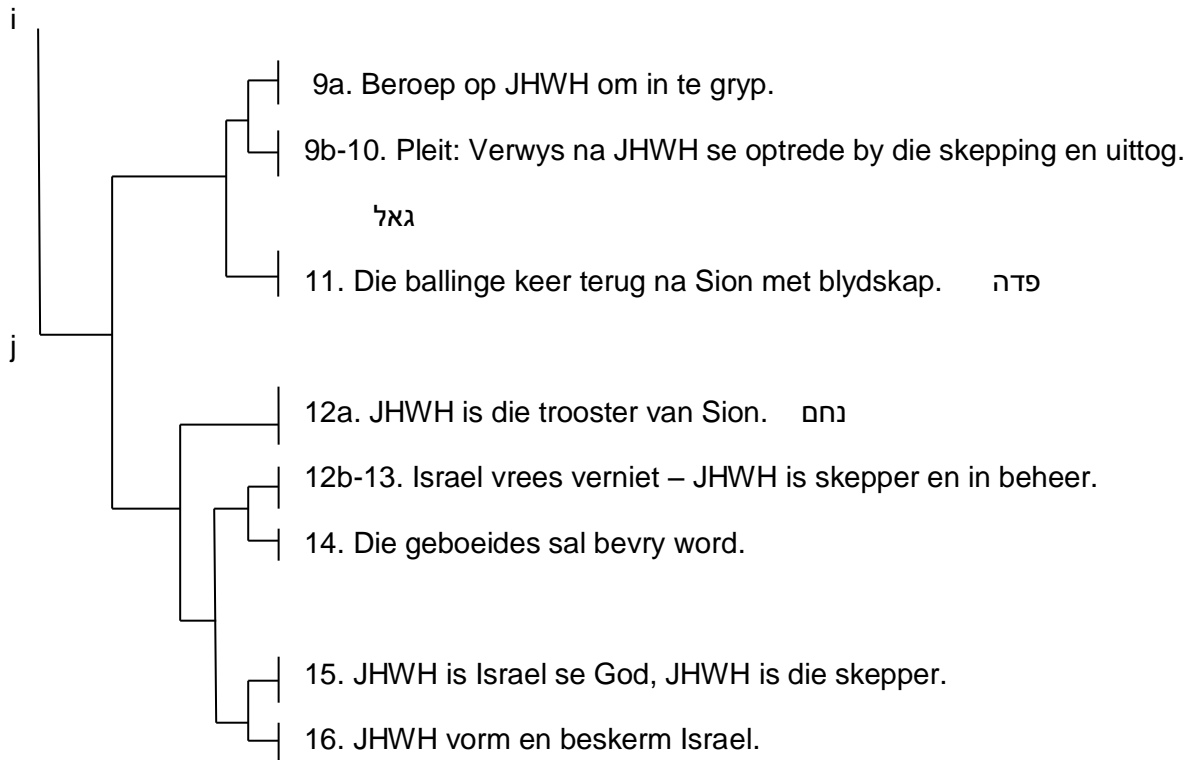 i
9a. Beroep op JHWH om in te gryp.
9b-10. Pleit: Verwys na JHWH se optrede by die skepping en uittog.
גאל
11. Die ballinge keer terug na Sion met blydskap. פדה
j
12a. JHWH is die trooster van Sion. נחם
12b-13. Israel vrees verniet – JHWH is skepper en in beheer.
14. Die geboeides sal bevry word.
15. JHWH is Israel se God, JHWH is die skepper.
16. JHWH vorm en beskerm Israel.